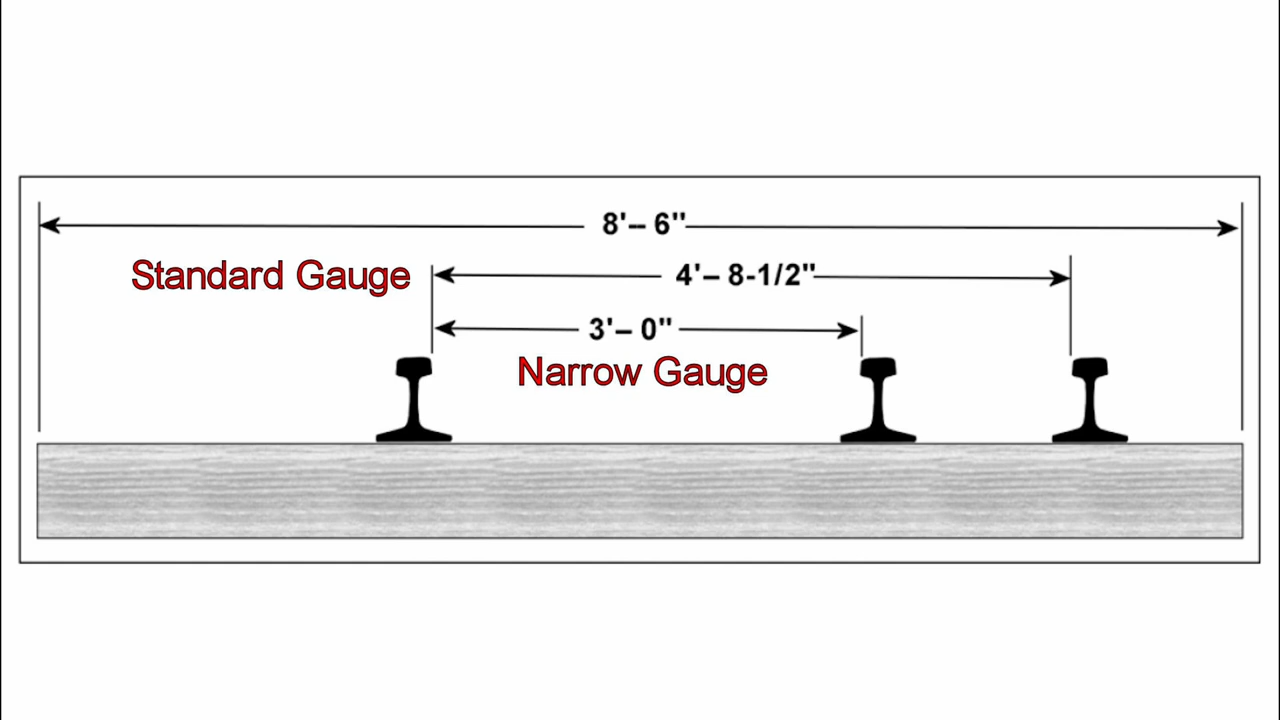 8'-- 6"
Standard Gauge
4'– 8-1/2"
3'– 0"
Narrow Gauge